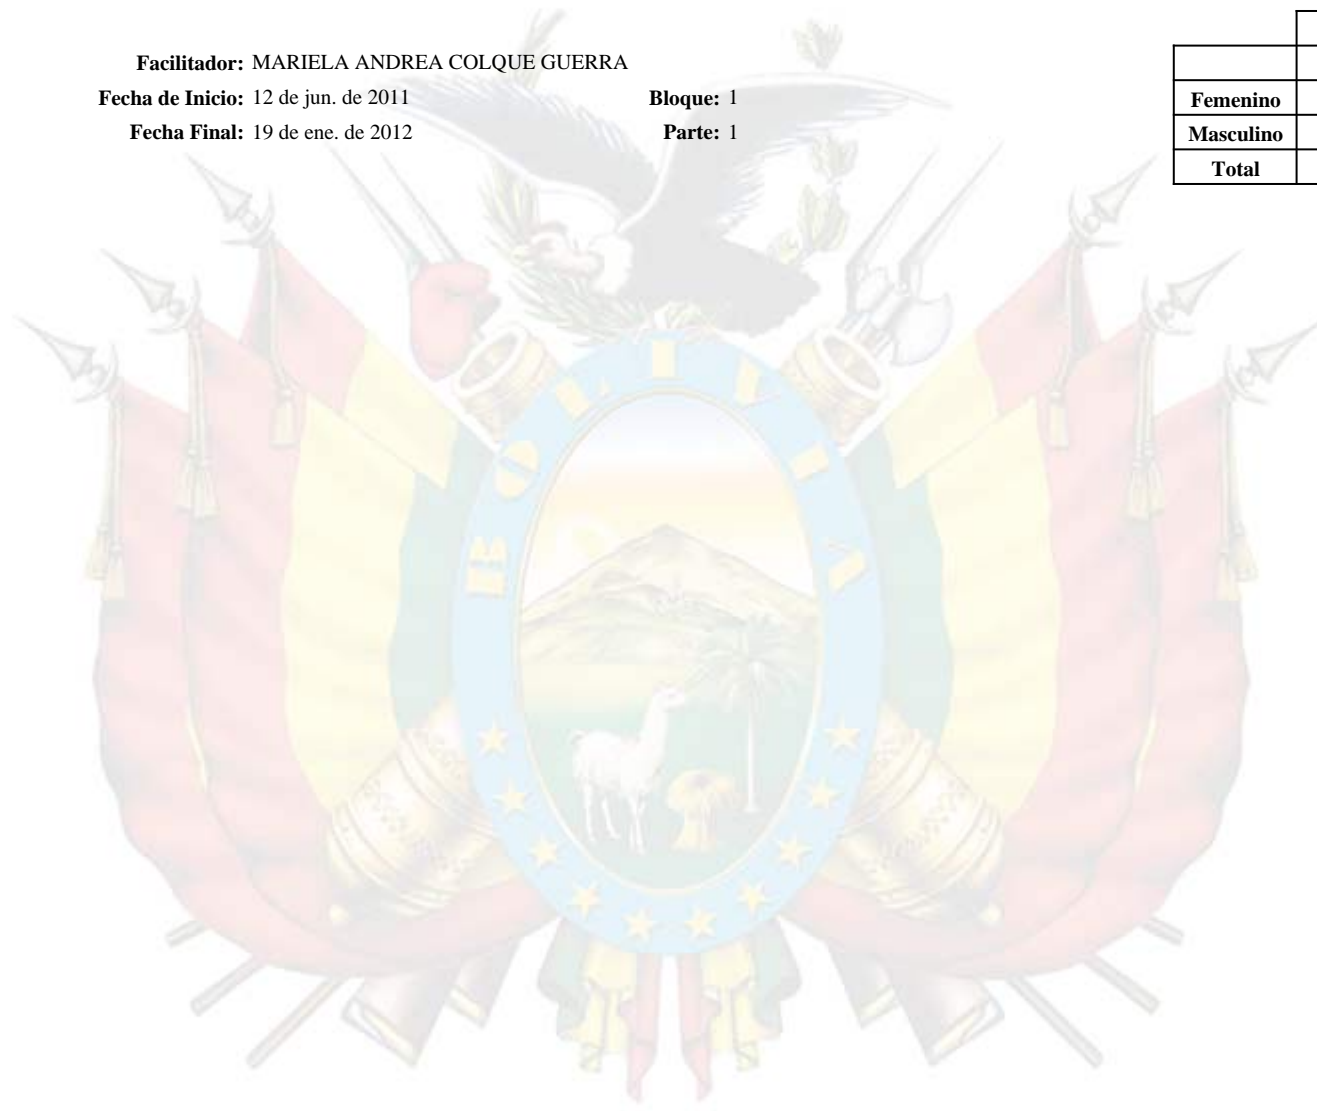 Facilitador: MARIELA ANDREA COLQUE GUERRA
Fecha de Inicio: 12 de jun. de 2011 Bloque: 1
Fecha Final: 19 de ene. de 2012 Parte: 1
Femenino
Masculino
Total
BOLIVIA